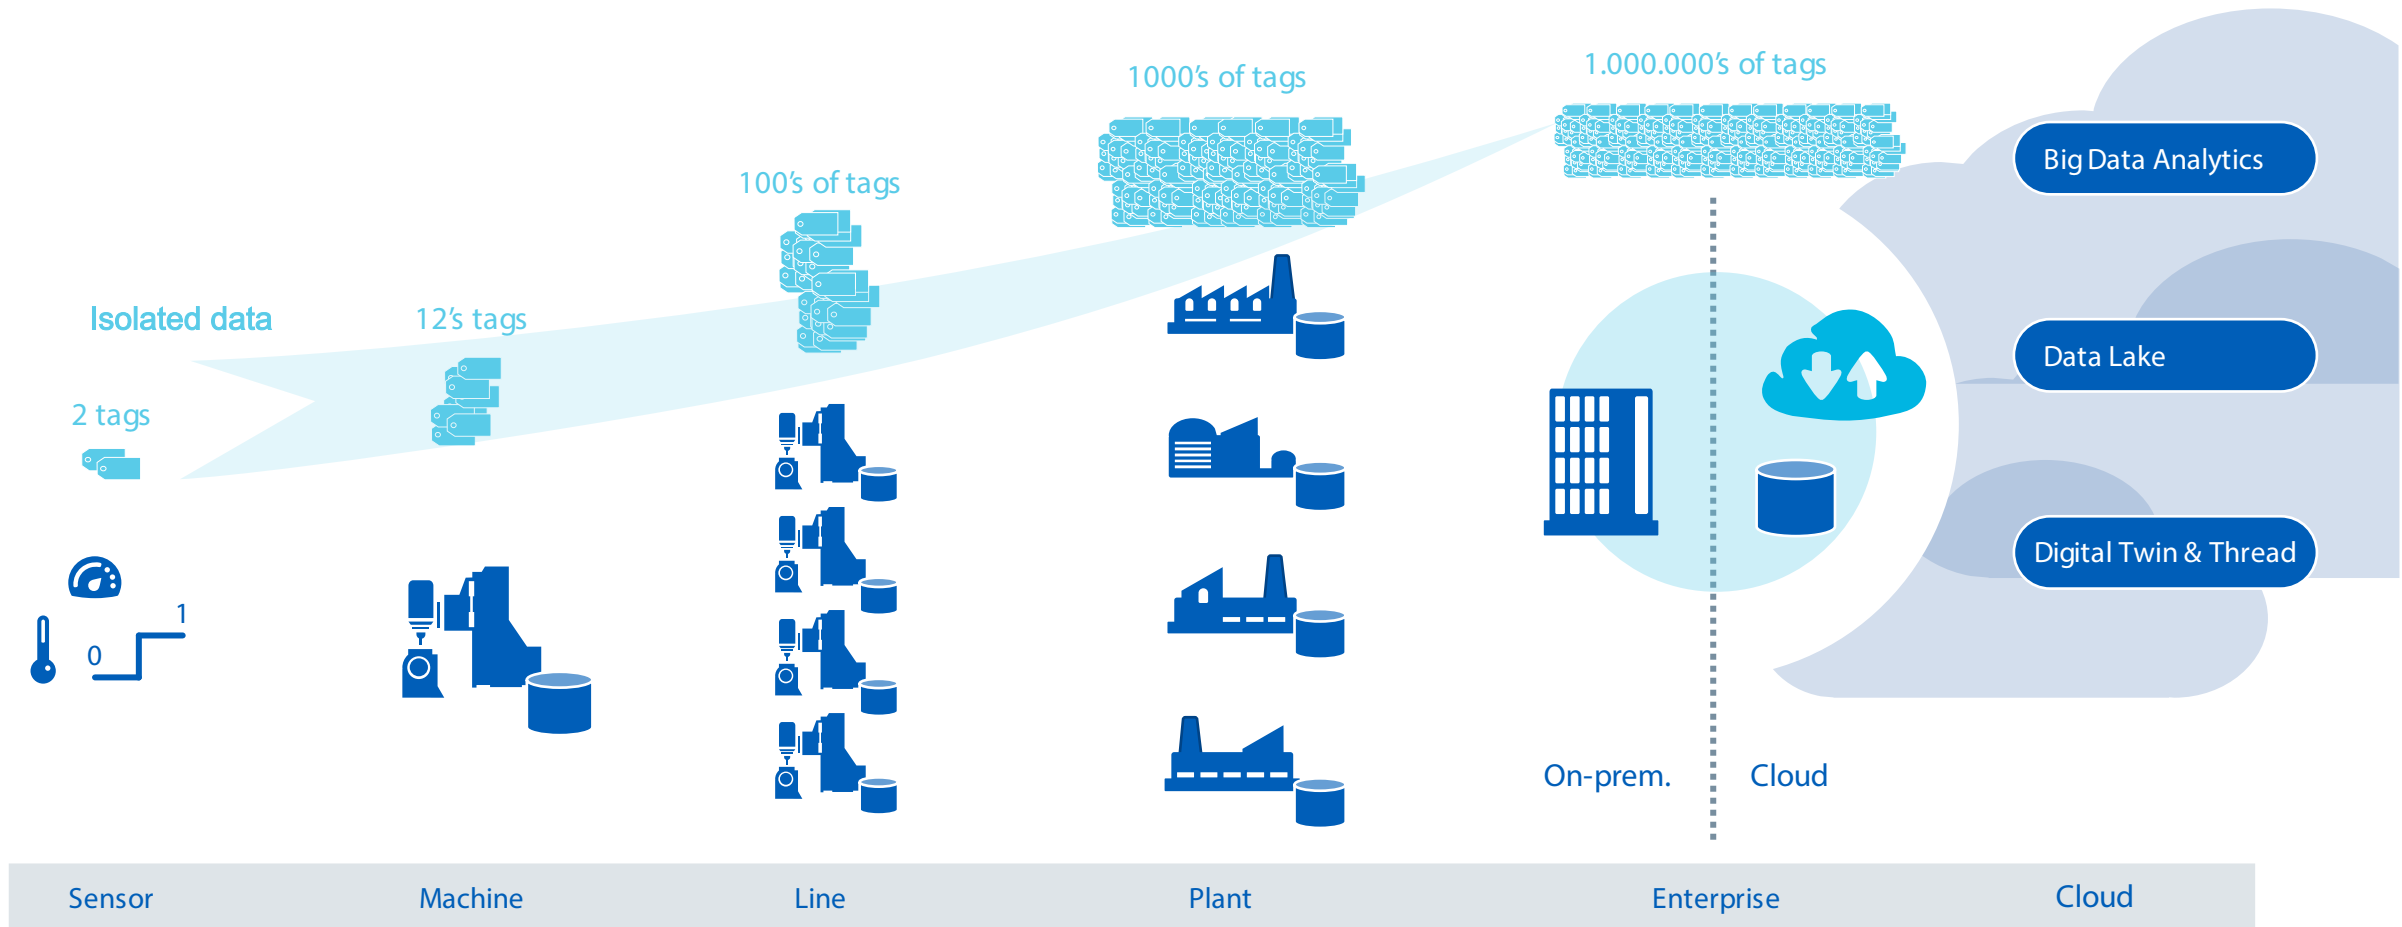 1.000.000's of tags
1000's of tags
100's of tags
12's tags
Isolated data
2 tags
0
1
Big Data Analytics
Data Lake
Digital Twin & Thread
On-prem.
Cloud
Sensor
Machine
Line
Plant
Enterprise
Cloud